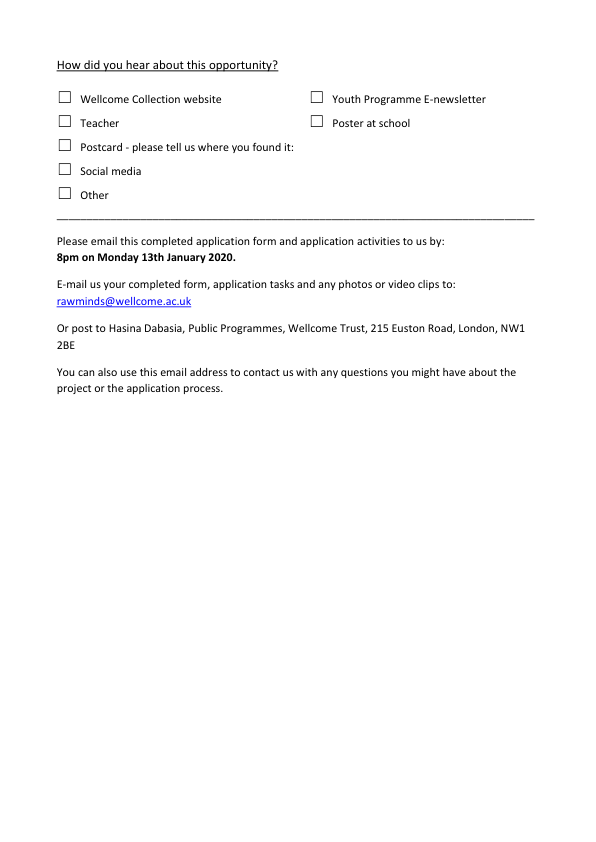 How did you hear about this opportunity?
☐ Wellcome Collection website ☐ Youth Programme E-newsletter
☐ Teacher ☐ Poster at school
☐ Postcard - please tell us where you found it:
☐ Social media
☐ Other
Please email this completed application form and application activities to us by:
8pm on Monday 13th January 2020.
E-mail us your completed form, application tasks and any photos or video clips to:
rawminds@wellcome.ac.uk
Or post to Hasina Dabasia, Public Programmes, Wellcome Trust, 215 Euston Road, London, NW1
2BE
You can also use this email address to contact us with any questions you might have about the
project or the application process.